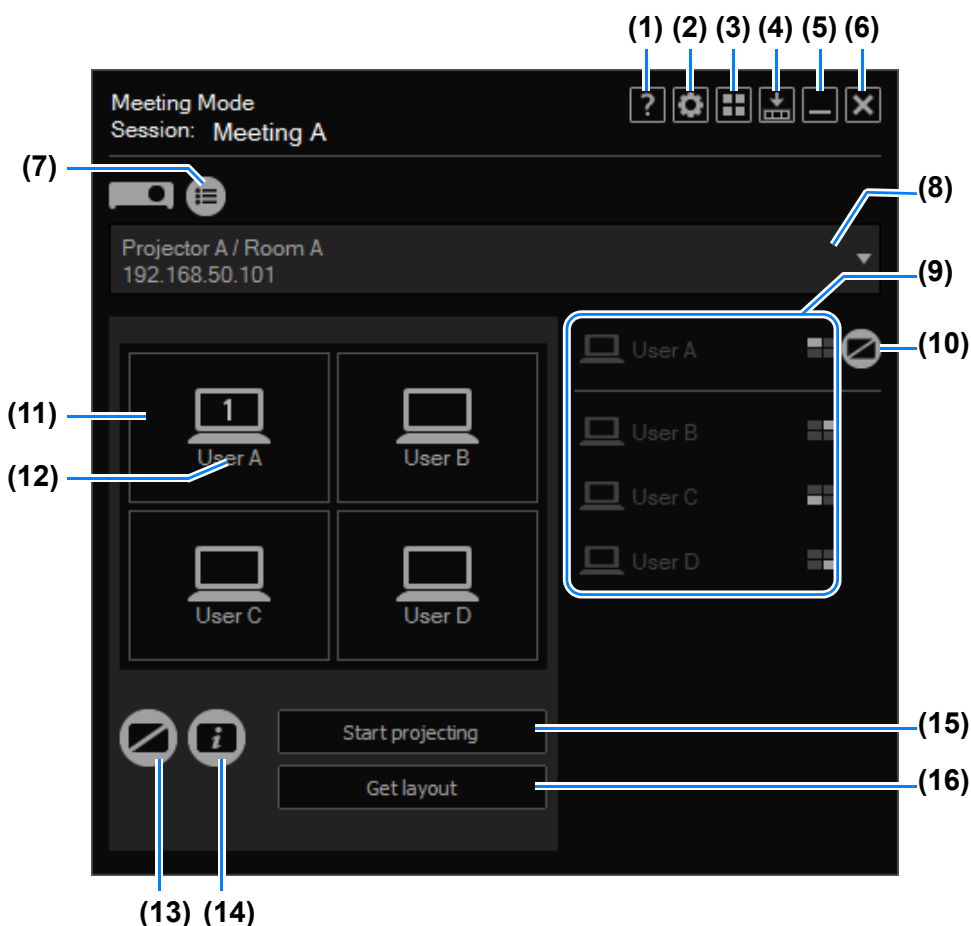 (1) (2) (3) (4) (5) (6)
Meeting Mode
Session: Meeting A
?
(7)
(8)
Projector A / Room A
192.168.50.101
(9)
User A
(10)
(11)
1
User A
User B
User B
(12)
User C
User C
User D
User D
i
Start projecting
(15)
Get layout
(16)
(13) (14)